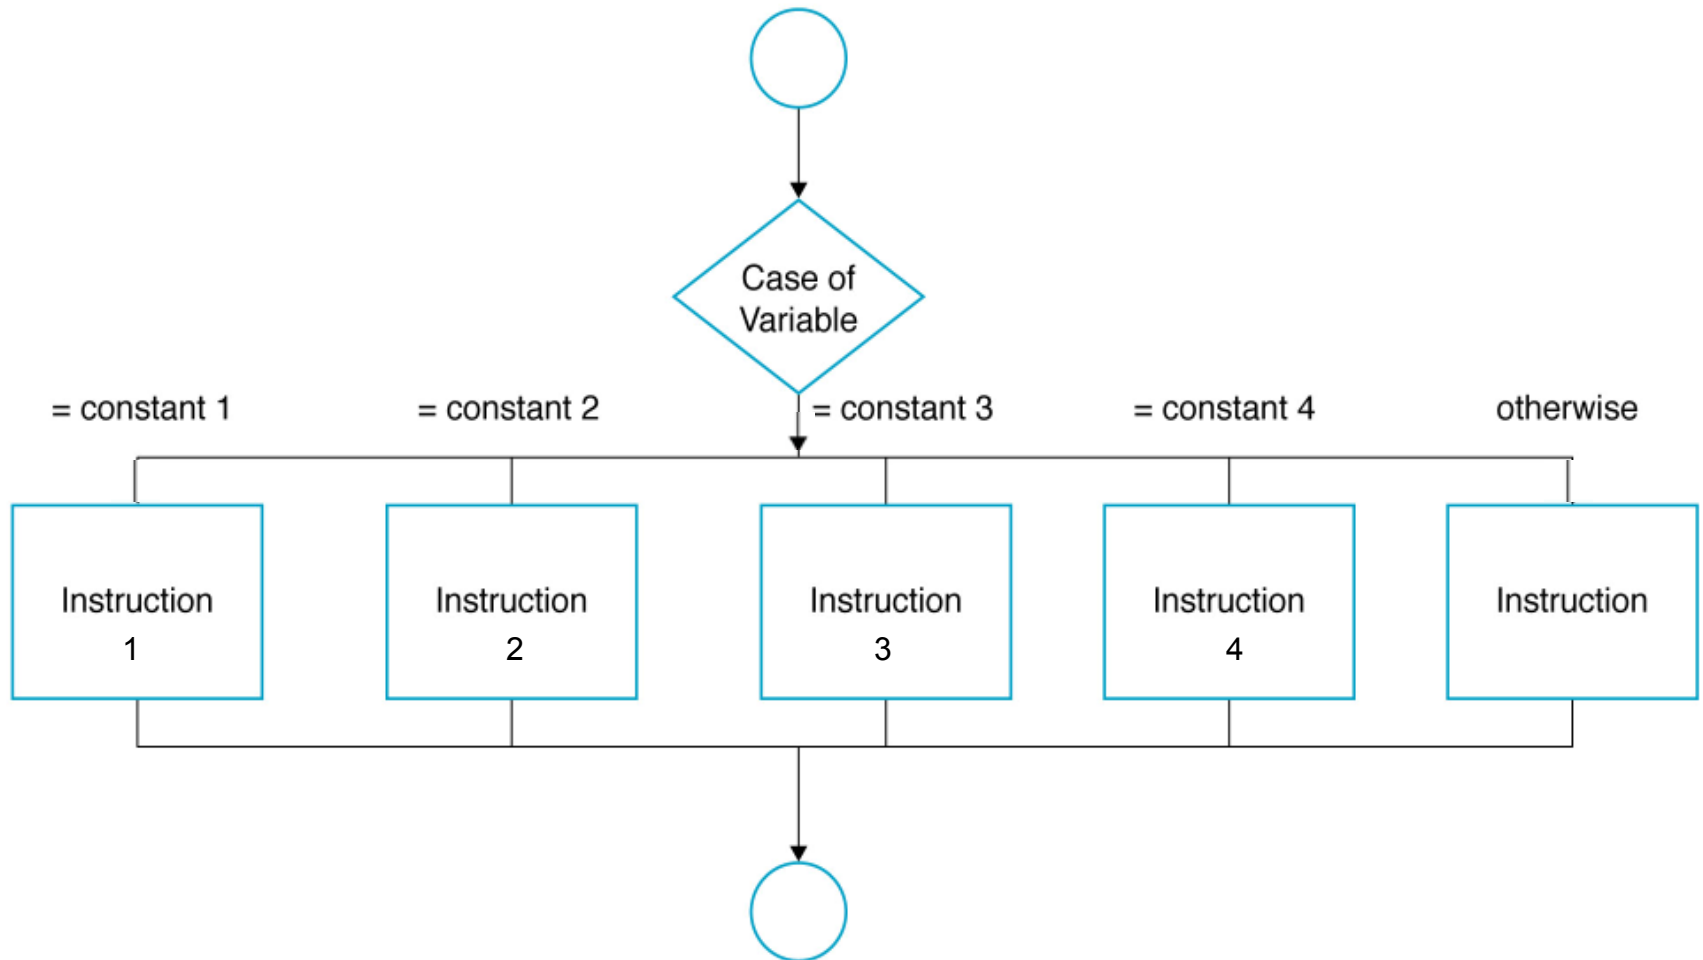 Case of
Variable
= constant 1
= constant 2
= constant 3
= constant 4
otherwise
Instruction
1
Instruction
2
Instruction
3
Instruction
4
Instruction